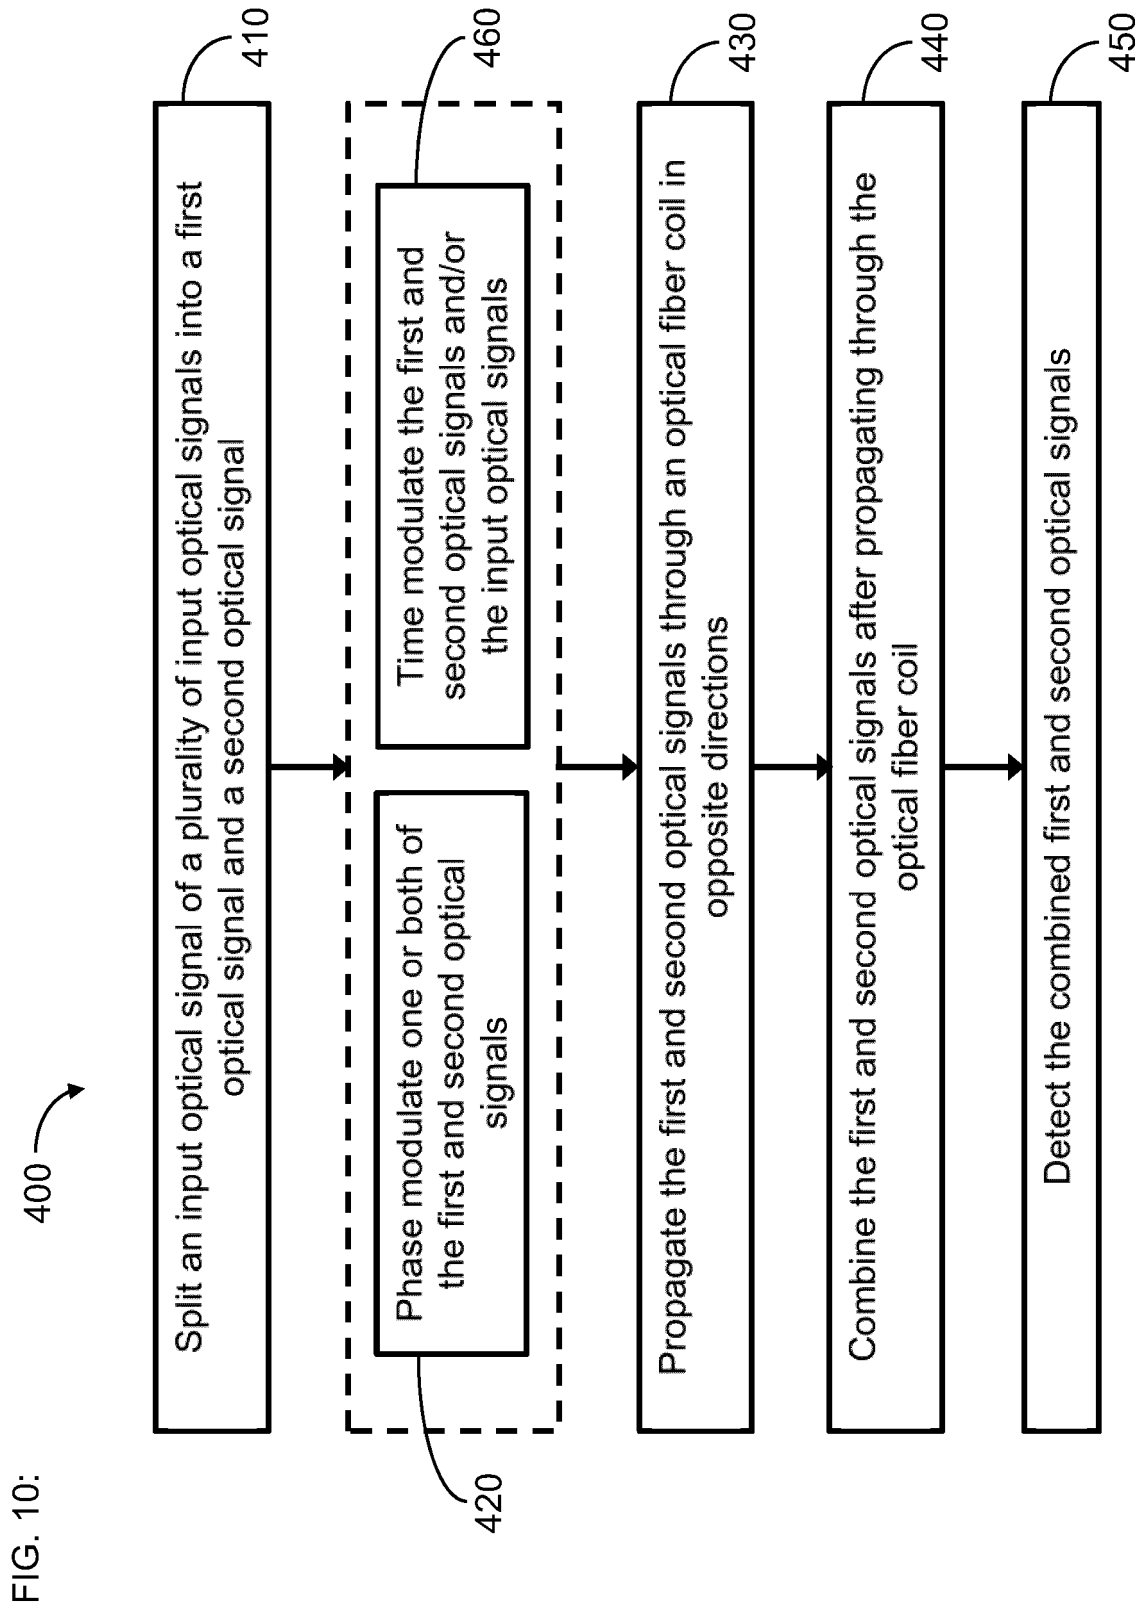 FIG. 10:
400
410
Split an input optical signal of a plurality of input optical signals into a first
optical signal and a second optical signal
420
Phase modulate one or both of
the first and second optical
signals
460
Time modulate the first and
second optical signals and/or
the input optical signals
430
Propagate the first and second optical signals through an optical fiber coil in
opposite directions
440
Combine the first and second optical signals after propagating through the
optical fiber coil
450
Detect the combined first and second optical signals